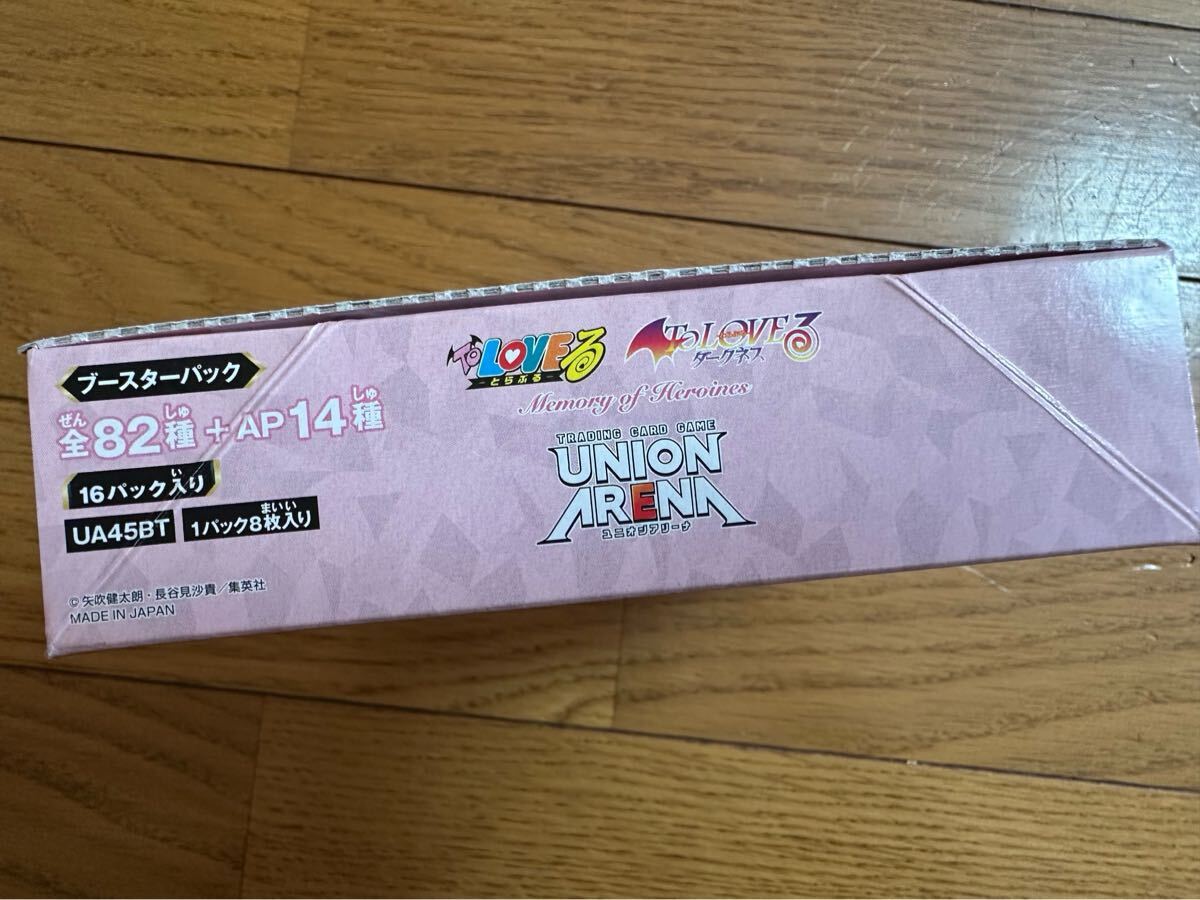 ブースターパック
ぜん しゅ しゅ
全82種+AP14種
い
16パック入り
まいい
UA45BT 1パック8枚入り
©矢吹健太朗・長谷見沙貴/集英社
MADE IN JAPAN
To LOVEる
とらぶる
To LOVEる
とらぶる
ダークネス
Memory of Heroines
TRADING CARD GAME
UNION
ARENA
ユニオンアリーナ